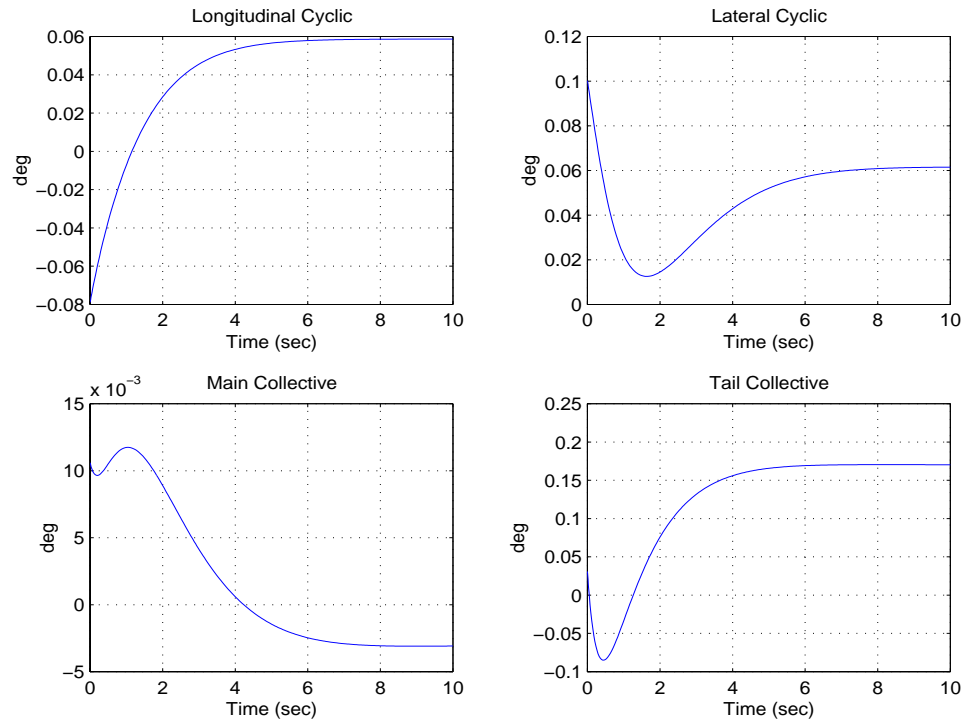 Longitudinal Cyclic
0.06
0.04
0.02
0
−0.02
−0.04
−0.06
−0.08
deg
0 2 4 6 8 10
Time (sec)
Lateral Cyclic
0.12
0.1
0.08
0.06
0.04
0.02
0
deg
0 2 4 6 8 10
Time (sec)
Main Collective
x 10−3
15
10
5
0
−5
deg
0 2 4 6 8 10
Time (sec)
Tail Collective
0.25
0.2
0.15
0.1
0.05
0
−0.05
−0.1
deg
0 2 4 6 8 10
Time (sec)